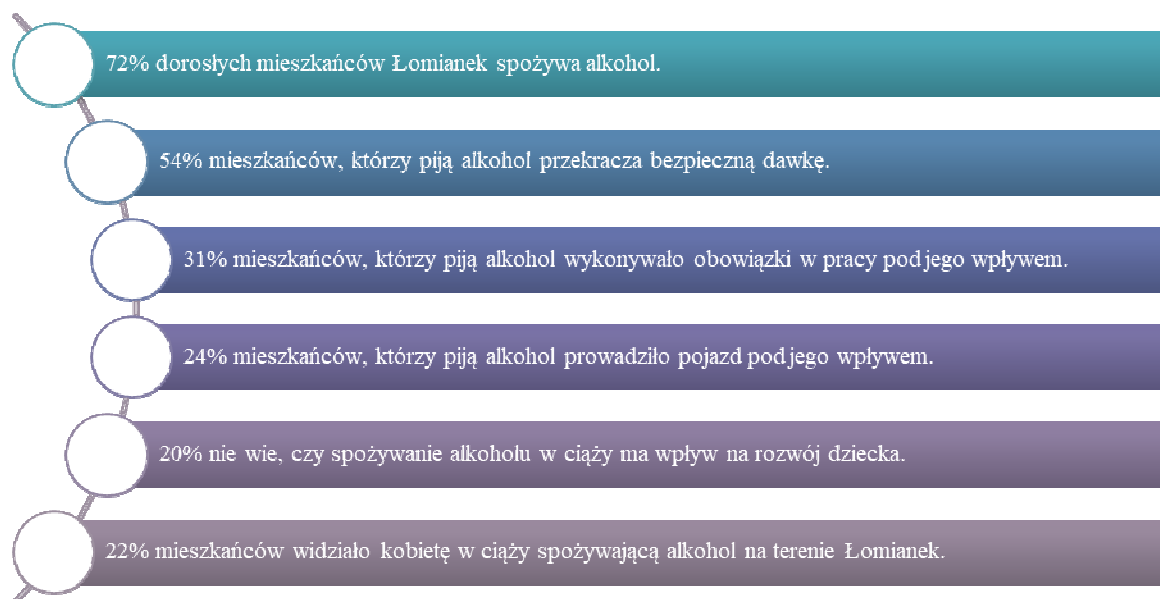 72% dorosłych mieszkańców Łomianek spożywa alkohol.
54% mieszkańców, którzy piją alkohol przekracza bezpieczną dawkę.
31% mieszkańców, którzy piją alkohol wykonywało obowiązki w pracy pod jego wpływem.
24% mieszkańców, którzy piją alkohol prowadziło pojazd pod jego wpływem.
20% nie wie, czy spożywanie alkoholu w ciąży ma wpływ na rozwój dziecka.
22% mieszkańców widziało kobietę w ciąży spożywającą alkohol na terenie Łomianek.